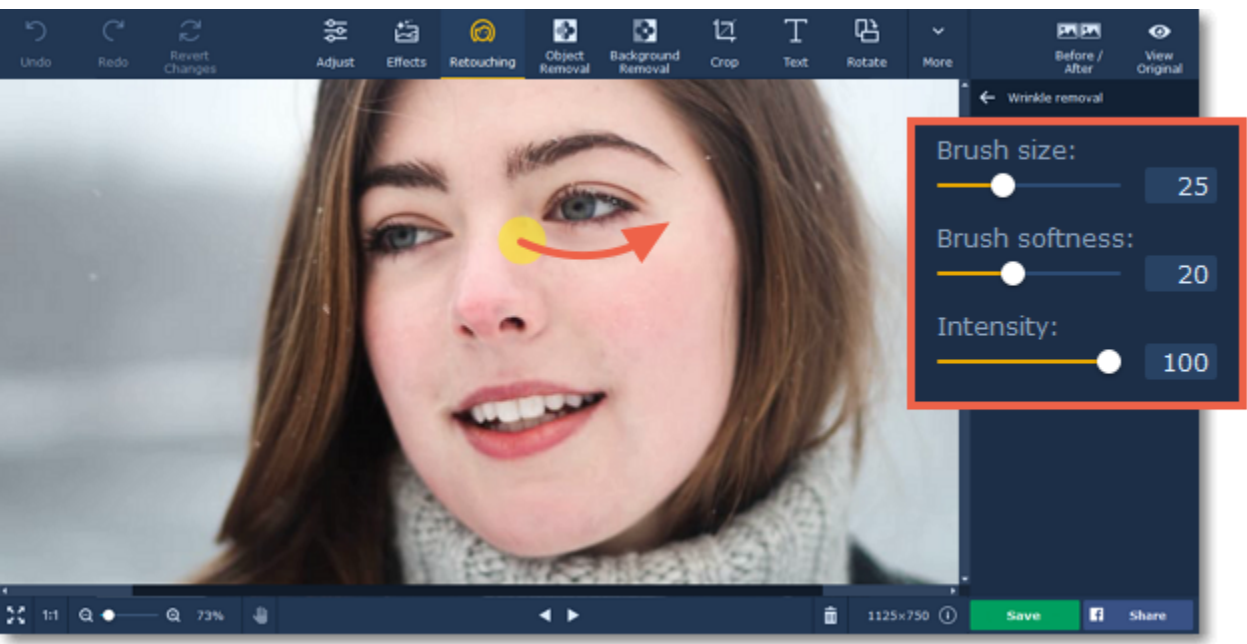 Undo
Redo
Revert
Changes
Adjust
Effects
Retouching
Object
Removal
Background
Removal
Crop
Text
Rotate
More
Before /
After
View
Original
Wrinkle removal
Brush size:
25
Brush softness:
20
Intensity:
100
1:1
73%
1125×750
Save
Share